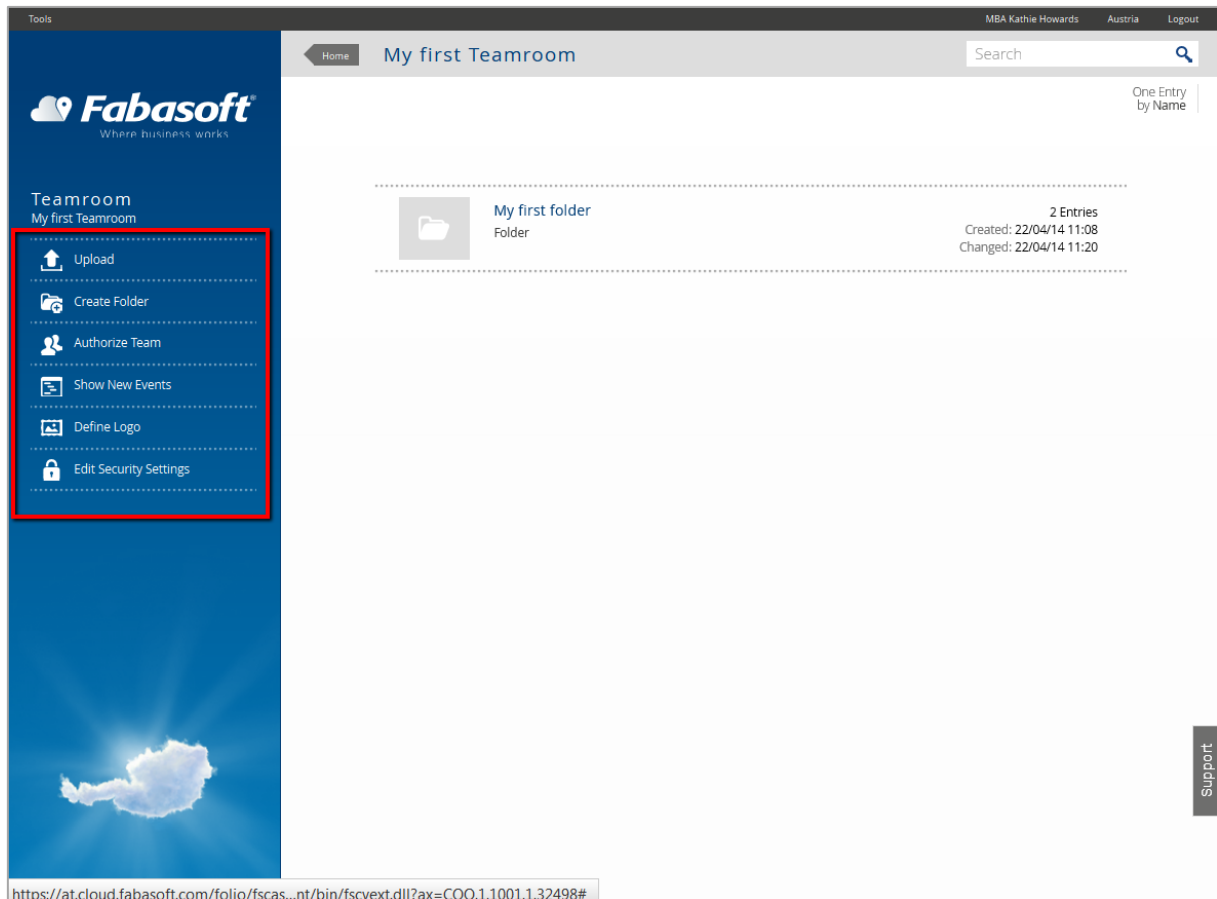 Tools
MBA Kathie Howards Austria Logout
Home My first Teamroom Search
Fabasoft®
Where business works
One Entry
by Name
Teamroom
My first Teamroom
Upload
Create Folder
Authorize Team
Show New Events
Define Logo
Edit Security Settings
My first folder
Folder
2 Entries
Created: 22/04/14 11:08
Changed: 22/04/14 11:20
Support
https://at.cloud.fabasoft.com/folio/fscas...nt/bin/fscvext.dll?ax=COO.1.1001.1.32498#